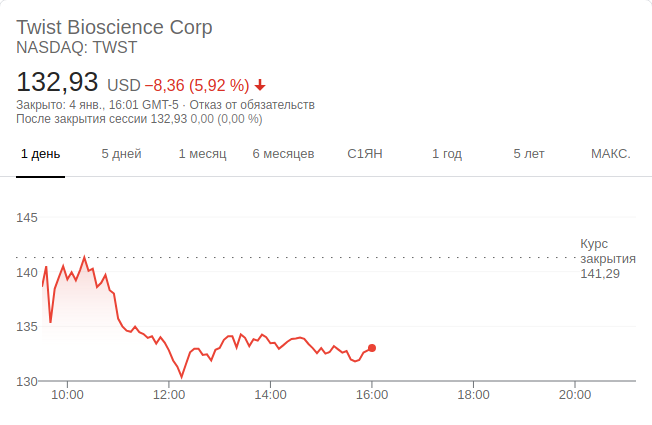 Twist Bioscience Corp
NASDAQ: TWST
132,93 USD −8,36 (5,92 %)
Закрыто: 4 янв., 16:01 GMT-5 · Отказ от обязательств
После закрытия сессии 132,93 0,00 (0,00 %)
1 день 5 дней 1 месяц 6 месяцев С1ЯН 1 год 5 лет МАКС.
145
Курс
закрытия
141,29
140
135
130
10:00 12:00 14:00 16:00 18:00 20:00